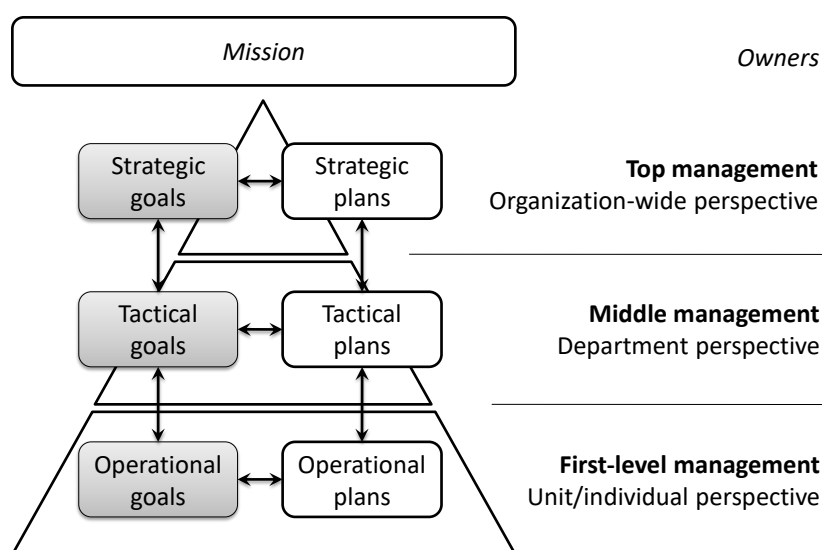 Mission
Owners
Strategic
goals
Strategic
plans
Top management
Organization-wide perspective
Tactical
goals
Tactical
plans
Middle management
Department perspective
Operational
goals
Operational
plans
First-level management
Unit/individual perspective